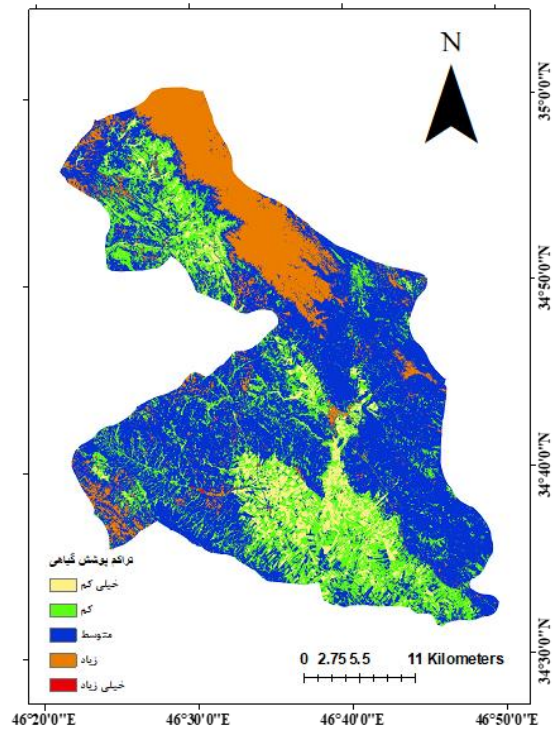 N
35°0'0"N
34°50'0"N
34°40'0"N
34°30'0"N
تراکم پوشش گیاهی
خیلی کم
کم
متوسط
زیاد
خیلی زیاد
0 2.75 5.5 11 Kilometers
46°20'0"E 46°30'0"E 46°40'0"E 46°50'0"E